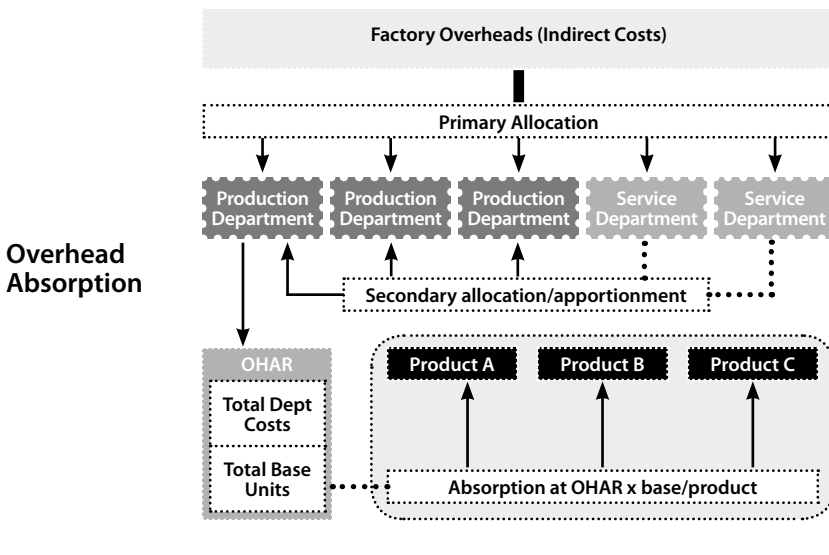 Factory Overheads (Indirect Costs)
Primary Allocation
Production
Department
Production
Department
Production
Department
Service
Department
Service
Department
Overhead
Absorption
Secondary allocation/apportionment
OHAR
Total Dept
Costs
Total Base
Units
Product A
Product B
Product C
Absorption at OHAR x base/product